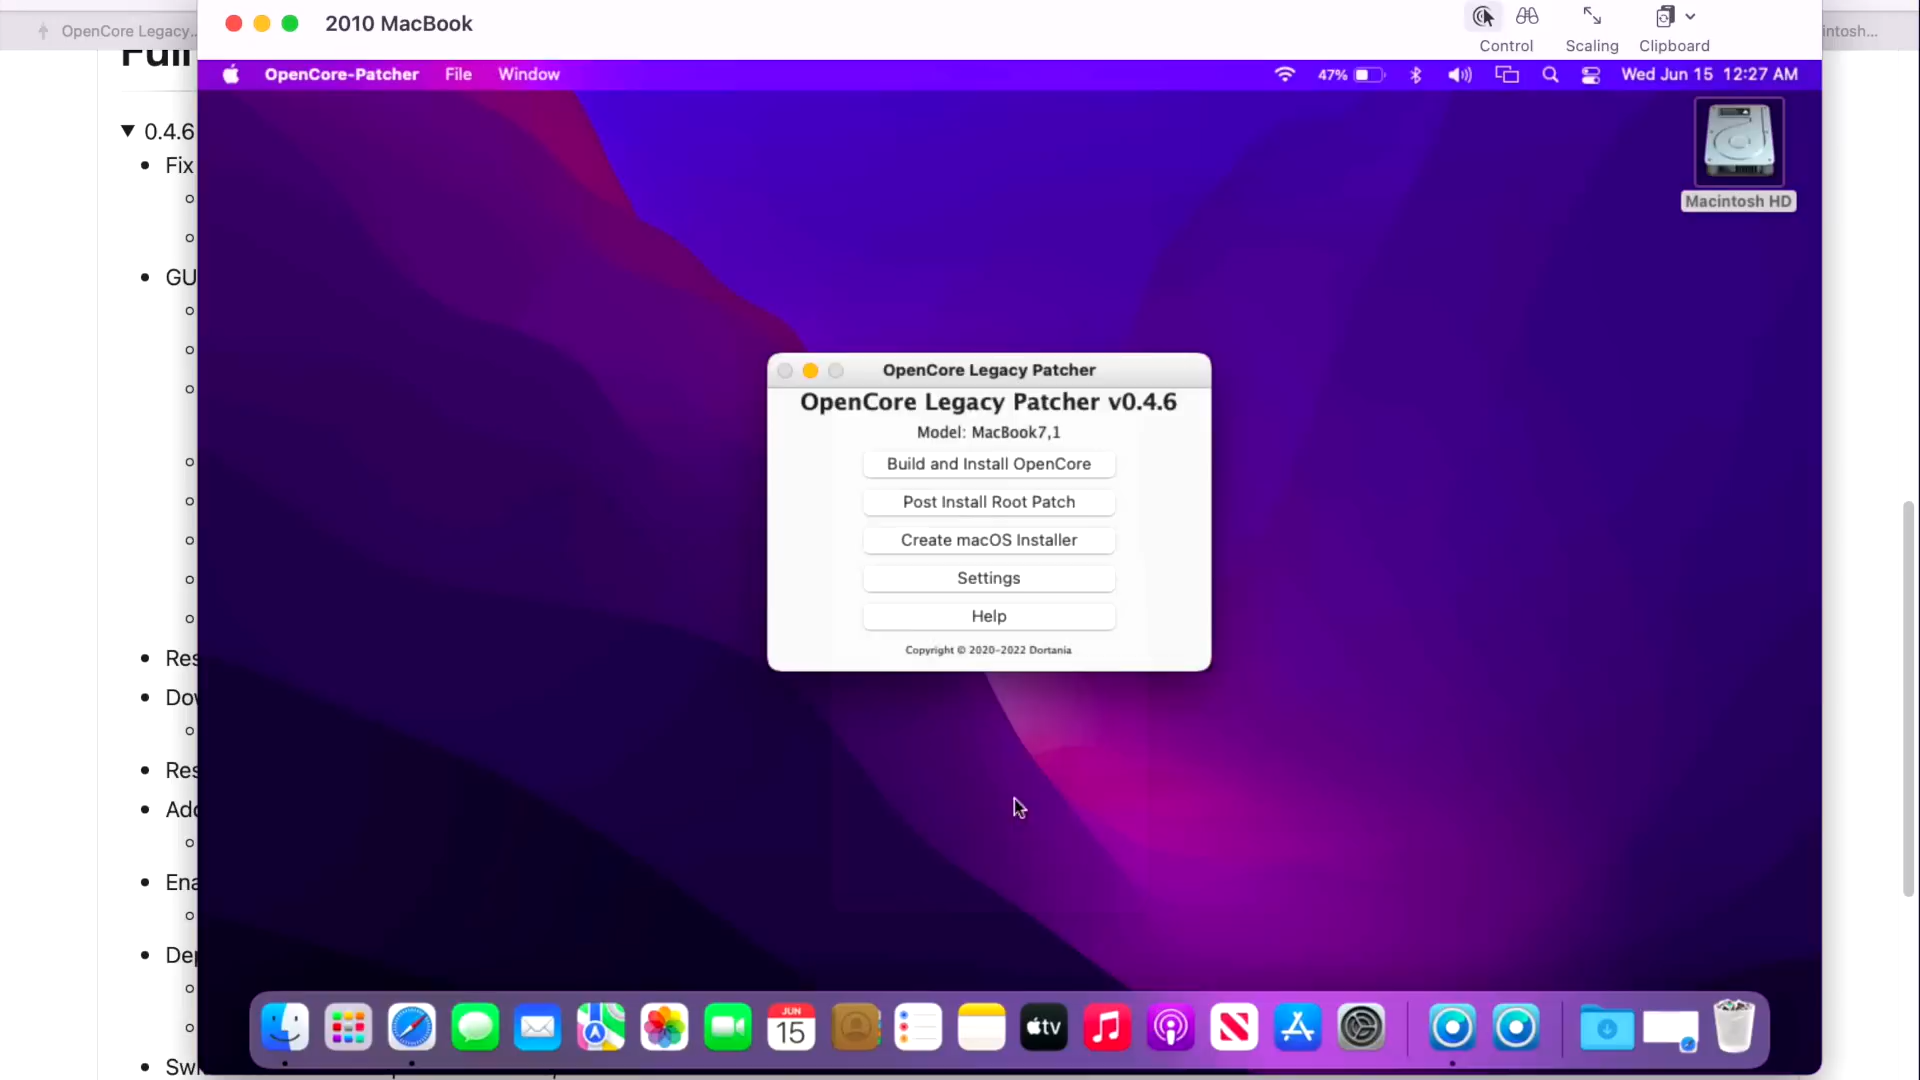 OpenCore Legacy...
2010 MacBook
Control
Scaling
Clipboard
intosh...
Full
OpenCore-Patcher File Window
47%
Wed Jun 15 12:27 AM
Macintosh HD
0.4.6
Fix
GU
OpenCore Legacy Patcher
OpenCore Legacy Patcher v0.4.6
Model: MacBook7,1
Build and Install OpenCore
Post Install Root Patch
Create macOS Installer
Settings
Help
Copyright © 2020-2022 Dortania
Res
Dow
Res
Add
Ena
Dep
Swi
JUN
15
tv